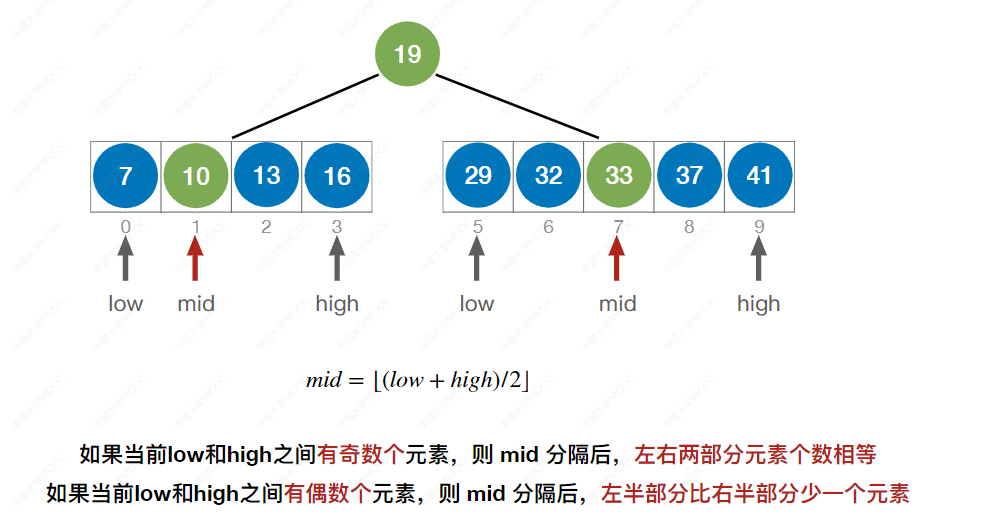 19
7 10 13 16 29 32 33 37 41
0 1 2 3 5 6 7 8 9
low mid high low mid high
mid = ⌊(low + high)/2⌋
如果当前low和high之间有奇数个元素，则 mid 分隔后，左右两部分元素个数相等
如果当前low和high之间有偶数个元素，则 mid 分隔后，左半部分比右半部分少一个元素